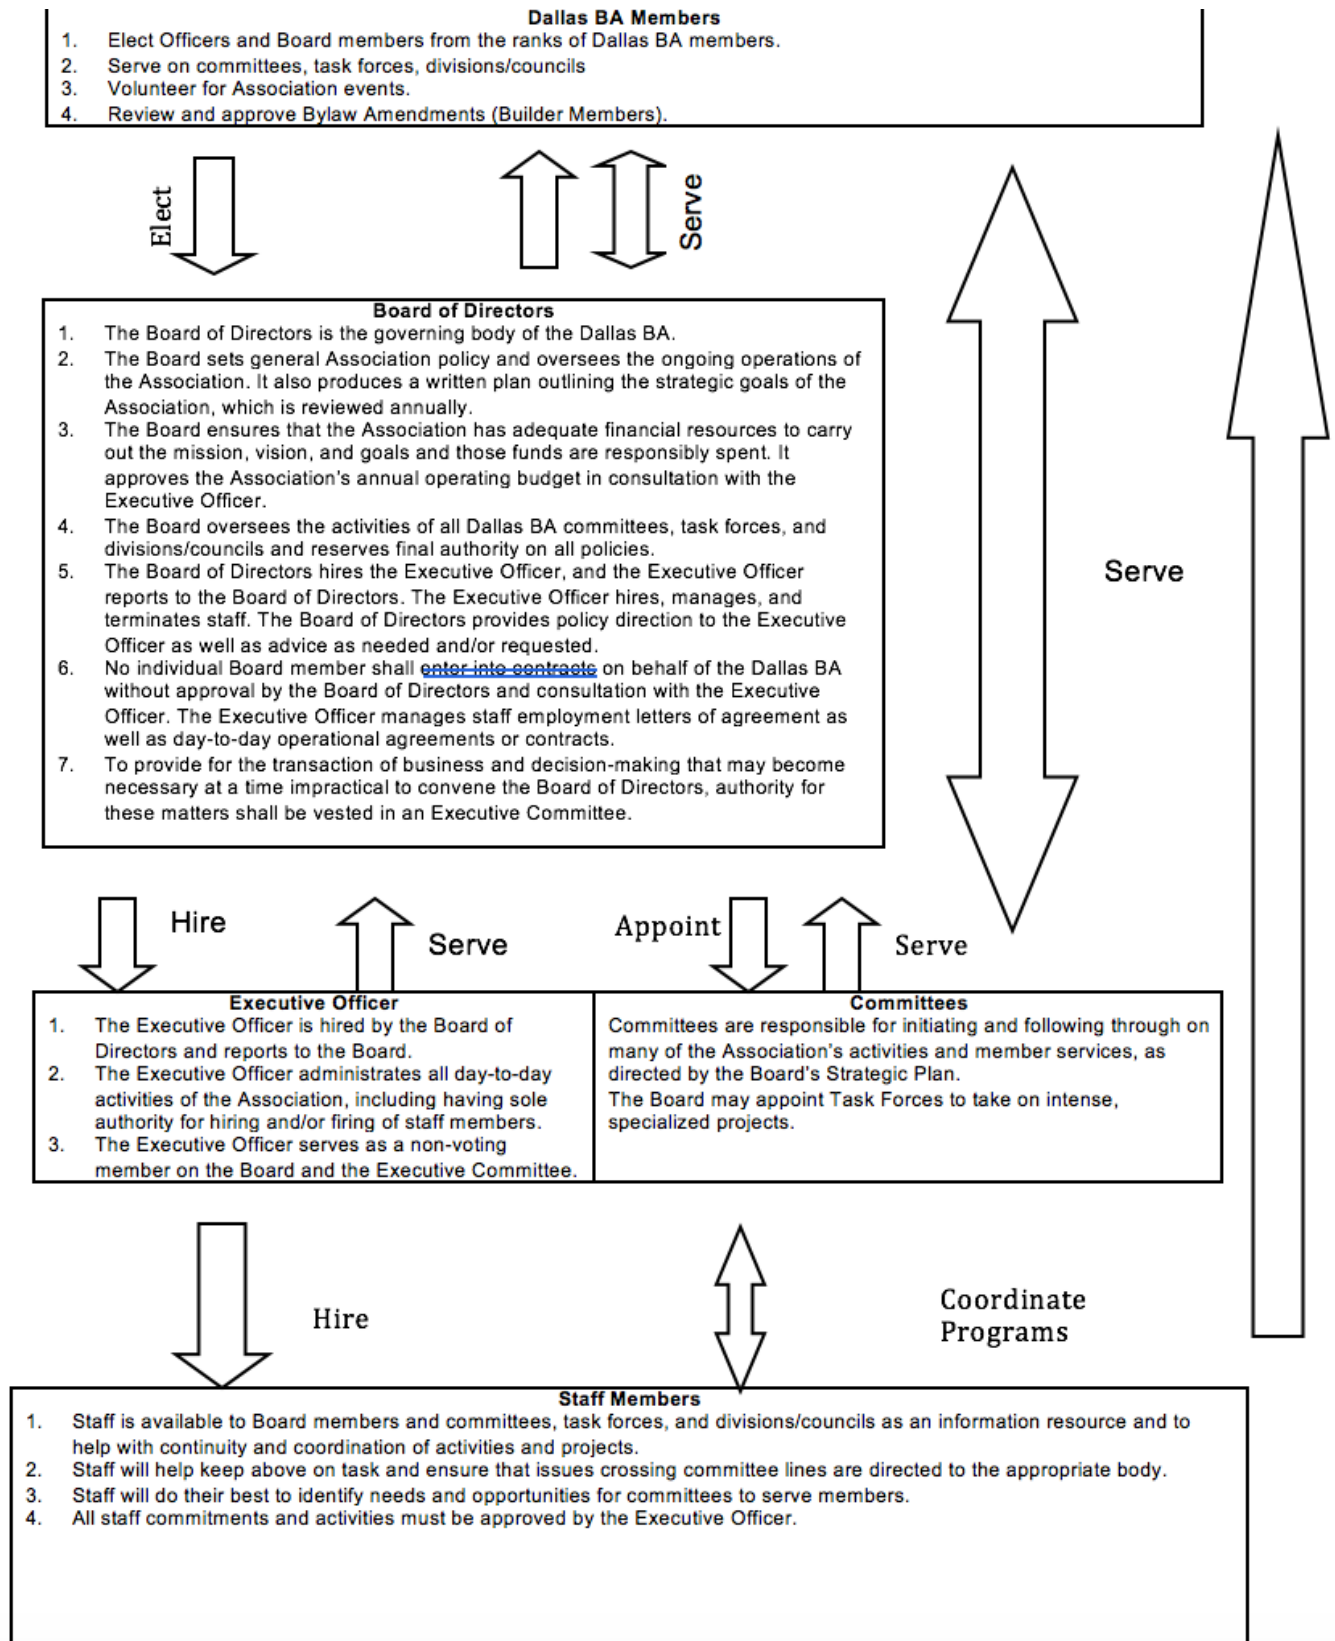 Dallas BA Members
1. Elect Officers and Board members from the ranks of Dallas BA members.
2. Serve on committees, task forces, divisions/councils
3. Volunteer for Association events.
4. Review and approve Bylaw Amendments (Builder Members).
Elect
Serve
Board of Directors
1. The Board of Directors is the governing body of the Dallas BA.
2. The Board sets general Association policy and oversees the ongoing operations of
the Association. It also produces a written plan outlining the strategic goals of the
Association, which is reviewed annually.
3. The Board ensures that the Association has adequate financial resources to carry
out the mission, vision, and goals and those funds are responsibly spent. It
approves the Association's annual operating budget in consultation with the
Executive Officer.
4. The Board oversees the activities of all Dallas BA committees, task forces, and
divisions/councils and reserves final authority on all policies.
5. The Board of Directors hires the Executive Officer, and the Executive Officer
reports to the Board of Directors. The Executive Officer hires, manages, and
terminates staff. The Board of Directors provides policy direction to the Executive
Officer as well as advice as needed and/or requested.
6. No individual Board member shall enter into contracts on behalf of the Dallas BA
without approval by the Board of Directors and consultation with the Executive
Officer. The Executive Officer manages staff employment letters of agreement as
well as day-to-day operational agreements or contracts.
7. To provide for the transaction of business and decision-making that may become
necessary at a time impractical to convene the Board of Directors, authority for
these matters shall be vested in an Executive Committee.
Serve
Hire
Serve
Appoint
Serve
Executive Officer
1. The Executive Officer is hired by the Board of
Directors and reports to the Board.
2. The Executive Officer administrates all day-to-day
activities of the Association, including having sole
authority for hiring and/or firing of staff members.
3. The Executive Officer serves as a non-voting
member on the Board and the Executive Committee.
Committees
Committees are responsible for initiating and following through on
many of the Association's activities and member services, as
directed by the Board's Strategic Plan.
The Board may appoint Task Forces to take on intense,
specialized projects.
Hire
Coordinate
Programs
Staff Members
1. Staff is available to Board members and committees, task forces, and divisions/councils as an information resource and to
help with continuity and coordination of activities and projects.
2. Staff will help keep above on task and ensure that issues crossing committee lines are directed to the appropriate body.
3. Staff will do their best to identify needs and opportunities for committees to serve members.
4. All staff commitments and activities must be approved by the Executive Officer.